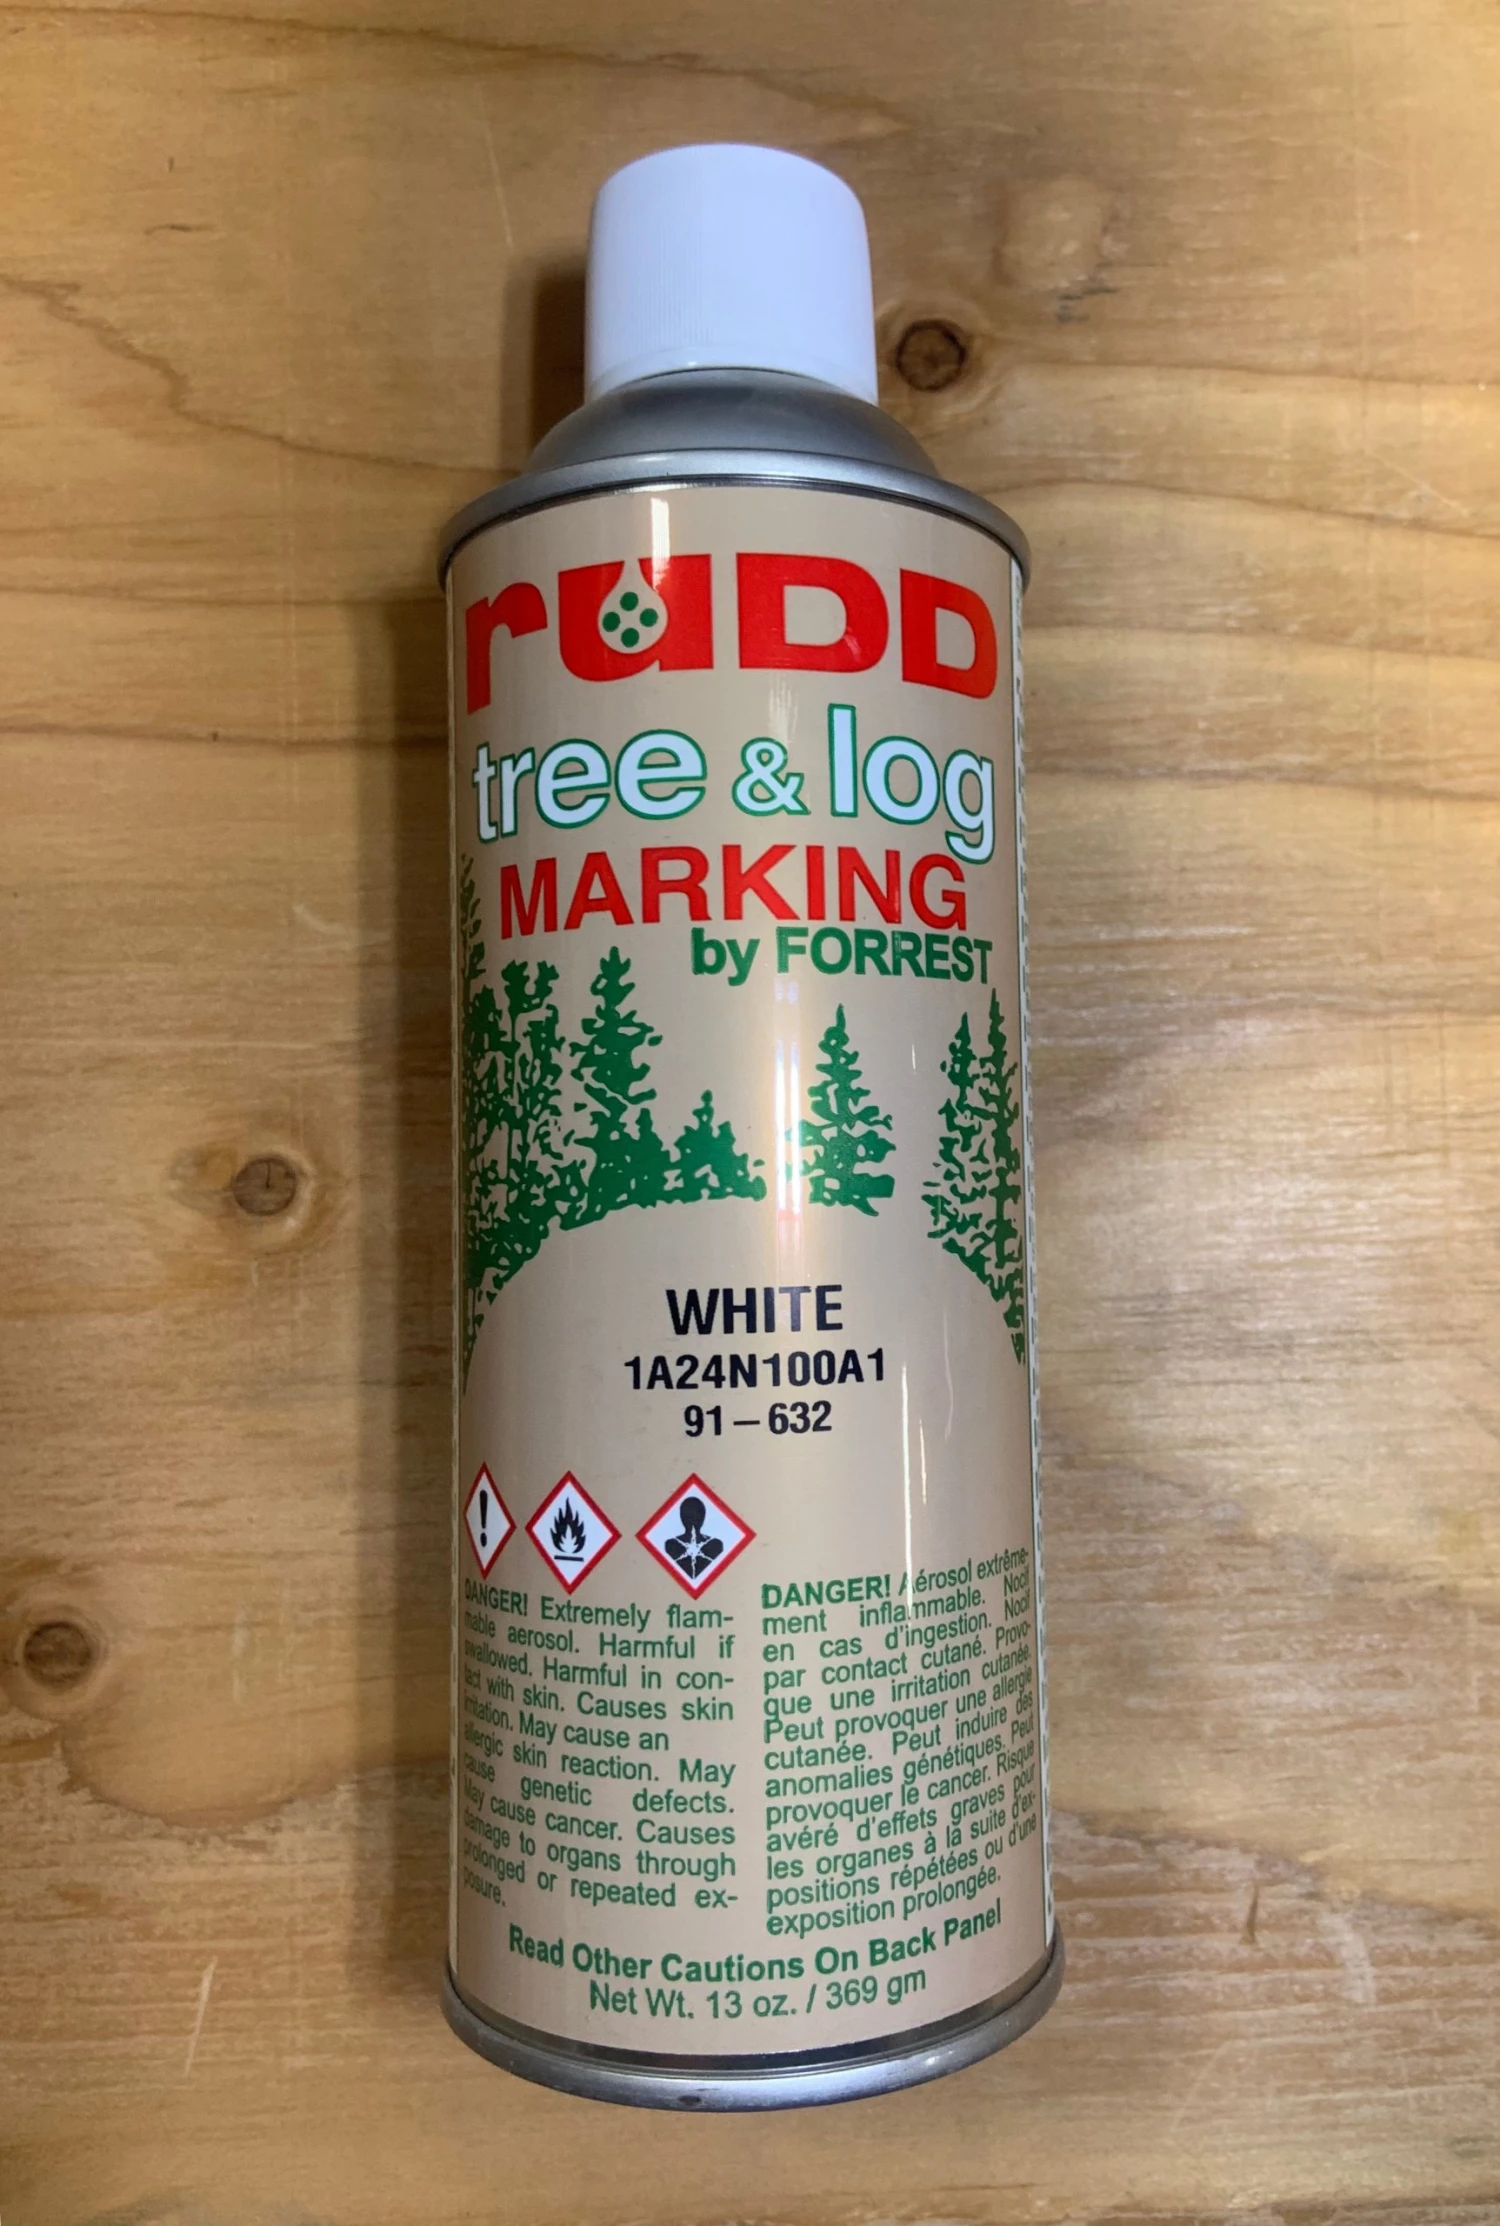 ruDD
tree & log
MARKING
by FORREST
WHITE
1A24N100A1
91–632
DANGER! Extremely flam-
mable aerosol. Harmful if
swallowed. Harmful in con-
tact with skin. Causes skin
irritation. May cause an
allergic skin reaction. May
cause genetic defects.
May cause cancer. Causes
damage to organs through
prolonged or repeated ex-
posure.
DANGER! Aérosol extrême-
ment inflammable. Nocif
en cas d'ingestion. Nocif
par contact cutané. Provo-
que une irritation cutanée.
Peut provoquer une allergie
cutanée. Peut induire des
anomalies génétiques. Peut
provoquer le cancer. Risque
avéré d'effets graves pour
les organes à la suite d'ex-
positions répétées ou d'une
exposition prolongée.
Read Other Cautions On Back Panel
Net Wt. 13 oz. / 369 gm